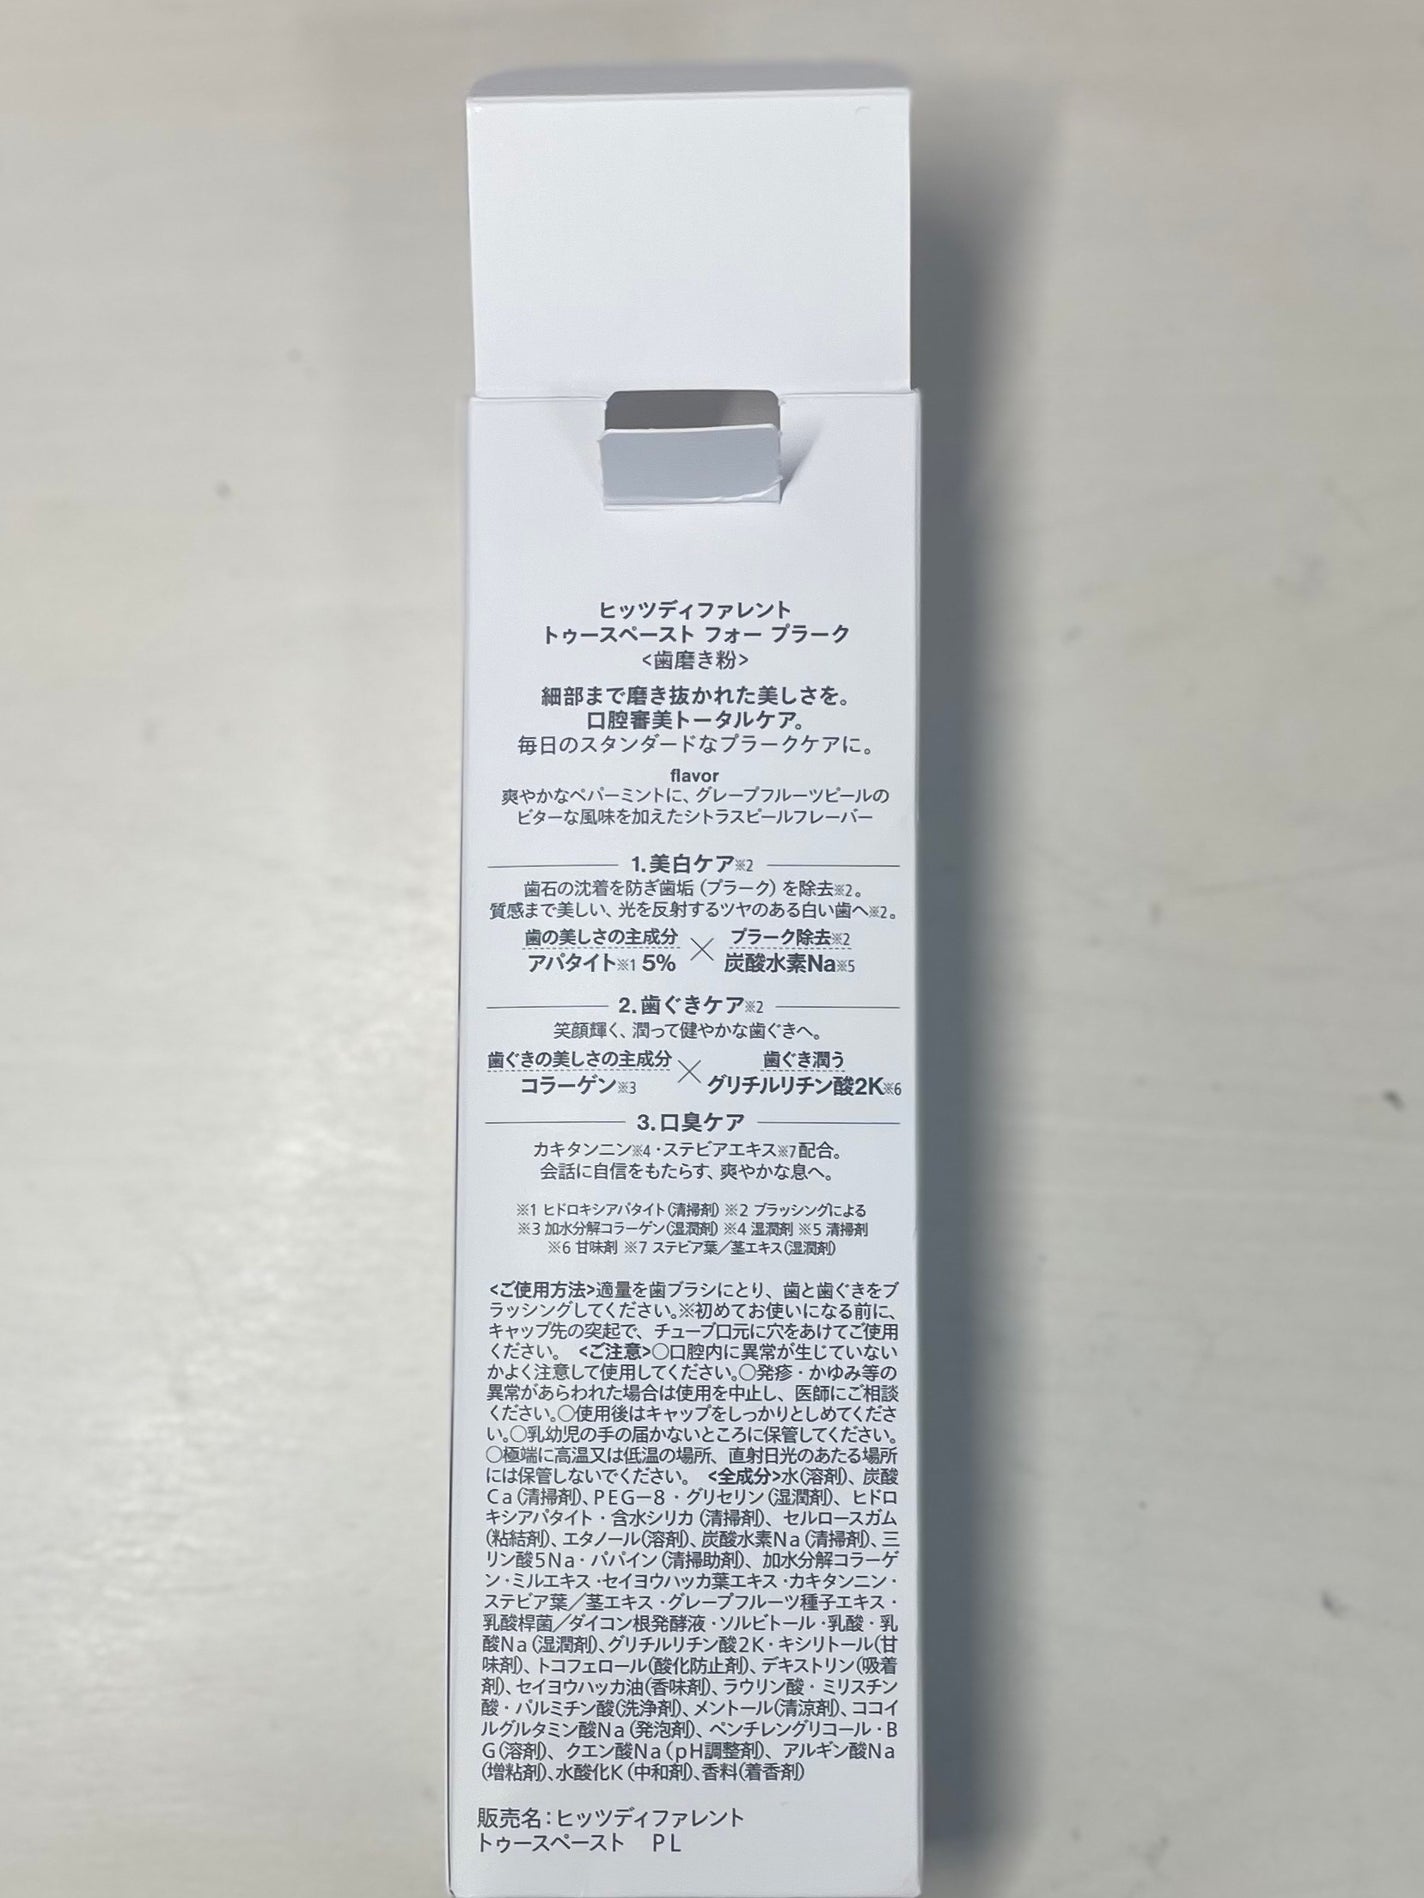 ヒッツディファレント
トゥースペースト フォー プラーク
<歯磨き粉>
細部まで磨き抜かれた美しさを。
口腔審美トータルケア。
毎日のスタンダードなプラークケアに。
flavor
爽やかなペパーミントに、グレープフルーツピールの
ビターな風味を加えたシトラスピールフレーバー
1.美白ケア※2
歯石の沈着を防ぎ歯垢(プラーク)を除去※2。
質感まで美しい、光を反射するツヤのある白い歯へ※2。
歯の美しさの主成分 × プラーク除去※2
アパタイト※1 5% 炭酸水素Na※5
2.歯ぐきケア※2
笑顔輝く、潤って健やかな歯ぐきへ。
歯ぐきの美しさの主成分 × 歯ぐき潤う
コラーゲン※3 グリチルリチン酸2K※6
3.口臭ケア
カキタンニン※4・ステビアエキス※7配合。
会話に自信をもたらす、爽やかな息へ。
※1 ヒドロキシアパタイト(清掃剤) ※2 ブラッシングによる
※3 加水分解コラーゲン(湿潤剤) ※4 湿潤剤 ※5 清掃剤
※6 甘味剤 ※7 ステビア葉/茎エキス(湿潤剤)
<ご使用方法>適量を歯ブラシにとり、歯と歯ぐきをブ
ラッシングしてください。※初めてお使いになる前に、
キャップ先の突起で、チューブ口元に穴をあけてご使用
ください。 <ご注意>○口腔内に異常が生じていない
かよく注意して使用してください。○発疹・かゆみ等の
異常があらわれた場合は使用を中止し、医師にご相談
ください。○使用後はキャップをしっかりとしめてくださ
い。○乳幼児の手の届かないところに保管してください。
○極端に高温又は低温の場所、直射日光のあたる場所
には保管しないでください。 <全成分>水(溶剤)、炭酸
Ca(清掃剤)、PEG-8・グリセリン(湿潤剤)、ヒドロ
キシアパタイト・含水シリカ(清掃剤)、セルロースガム
(粘結剤)、エタノール(溶剤)、炭酸水素Na(清掃剤)、三
リン酸5Na・パパイン(清掃助剤)、加水分解コラーゲ
ン・ミルエキス・セイヨウハッカ葉エキス・カキタンニン・
ステビア葉/茎エキス・グレープフルーツ種子エキス・
乳酸桿菌/ダイコン根発酵液・ソルビトール・乳酸・乳
酸Na(湿潤剤)、グリチルリチン酸2K・キシリトール(甘
味剤)、トコフェロール(酸化防止剤)、デキストリン(吸着
剤)、セイヨウハッカ油(香味剤)、ラウリン酸・ミリスチン
酸・パルミチン酸(洗浄剤)、メントール(清涼剤)、ココイ
ルグルタミン酸Na(発泡剤)、ペンチレングリコール・B
G(溶剤)、クエン酸Na(pH調整剤)、アルギン酸Na
(増粘剤)、水酸化K(中和剤)、香料(着香剤)
販売名:ヒッツディファレント
トゥースペースト PL